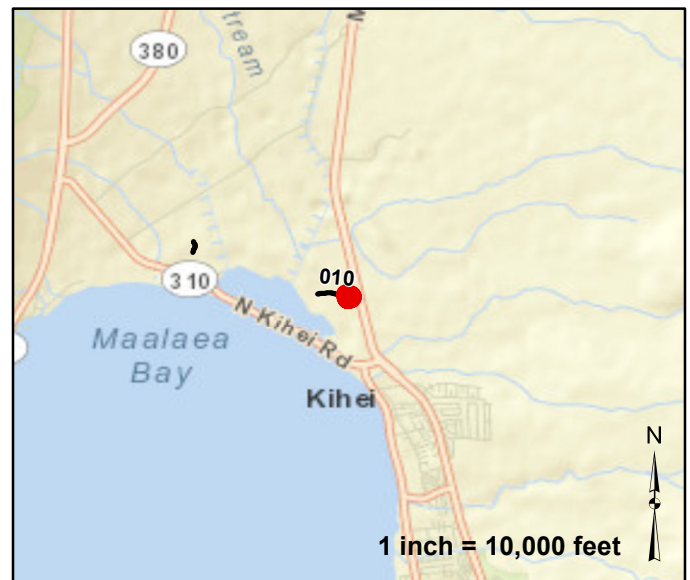 380
tream
M
310
010
N Kihei Rd
Maalaea
Bay
Kihei
N
1 inch = 10,000 feet